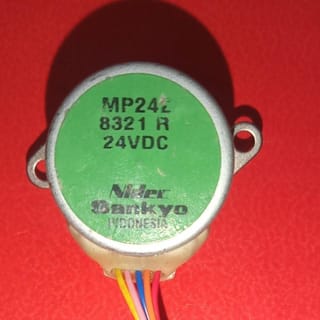 MP24Z
8321 R
24VDC
Nidec
Sankyo
INDONESIA